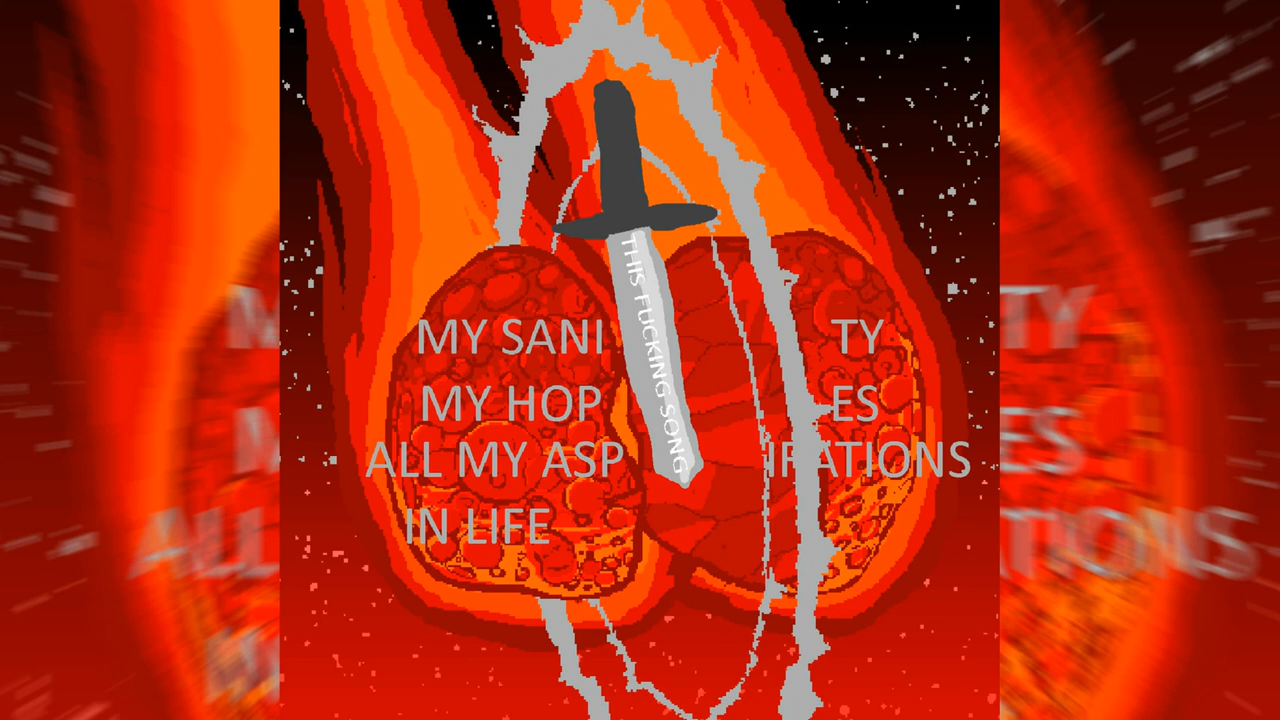 MY SANI TY
MY HOP ES
ALL MY ASP IRATIONS
IN LIFE
THIS FUCKING SONG